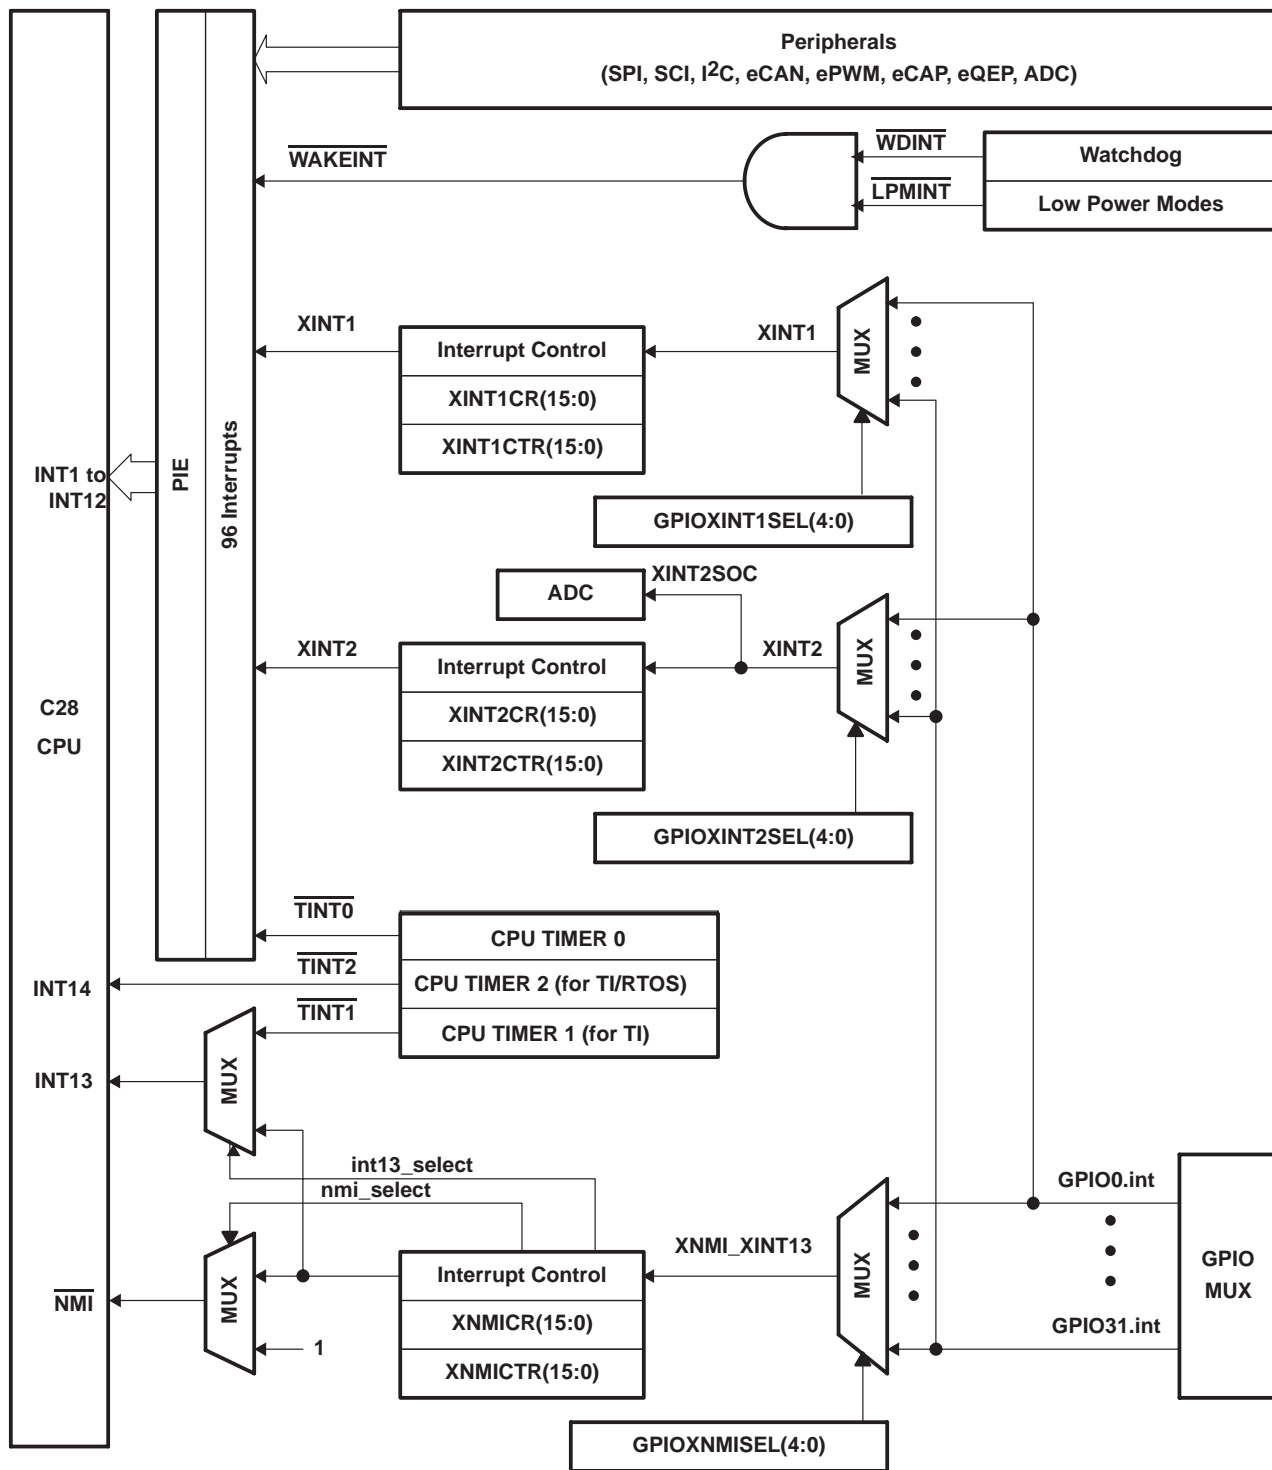 Peripherals
(SPI, SCI, I2C, eCAN, ePWM, eCAP, eQEP, ADC)
WAKEINT
WDINT
Watchdog
LPMINT
Low Power Modes
XINT1
Interrupt Control
XINT1CR(15:0)
XINT1CTR(15:0)
XINT1
MUX
GPIOXINT1SEL(4:0)
INT1 to
INT12
PIE
96 Interrupts
ADC
XINT2SOC
XINT2
Interrupt Control
XINT2CR(15:0)
XINT2CTR(15:0)
XINT2
MUX
GPIOXINT2SEL(4:0)
C28
CPU
TINT0
CPU TIMER 0
TINT2
CPU TIMER 2 (for TI/RTOS)
TINT1
CPU TIMER 1 (for TI)
INT14
INT13
MUX
int13_select
nmi_select
NMI
MUX
1
Interrupt Control
XNMICR(15:0)
XNMICTR(15:0)
XNMI_XINT13
MUX
GPIOXNMISEL(4:0)
GPIO0.int
GPIO31.int
GPIO
MUX